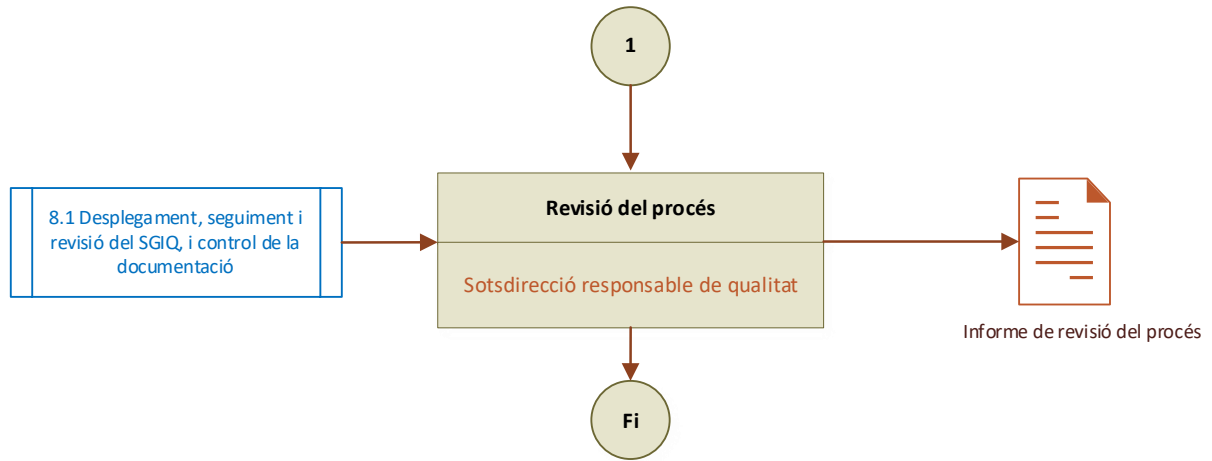 1
8.1 Desplegament, seguiment i
revisió del SGIQ, i control de la
documentació
Revisió del procés
Sotsdirecció responsable de qualitat
Informe de revisió del procés
Fi